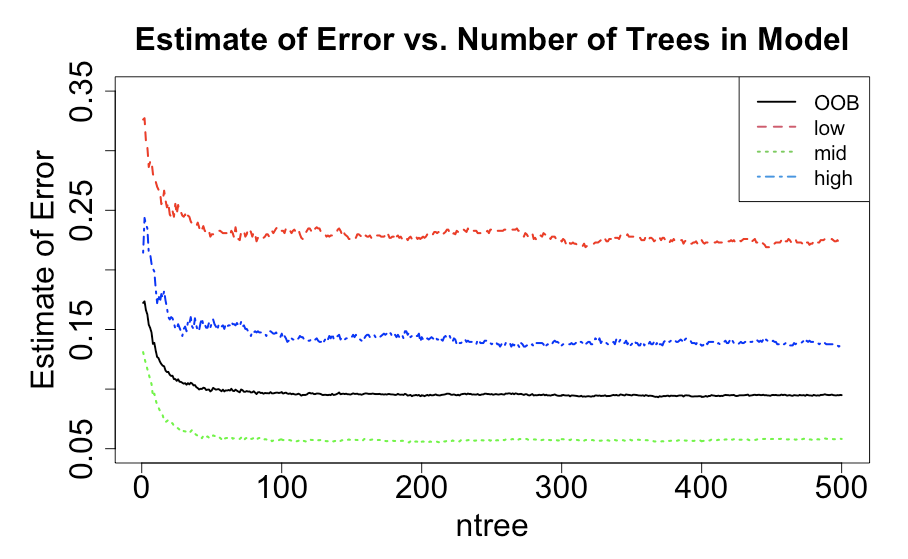 Estimate of Error vs. Number of Trees in Model
OOB
low
mid
high
Estimate of Error
0.35
0.25
0.15
0.05
0 100 200 300 400 500
ntree